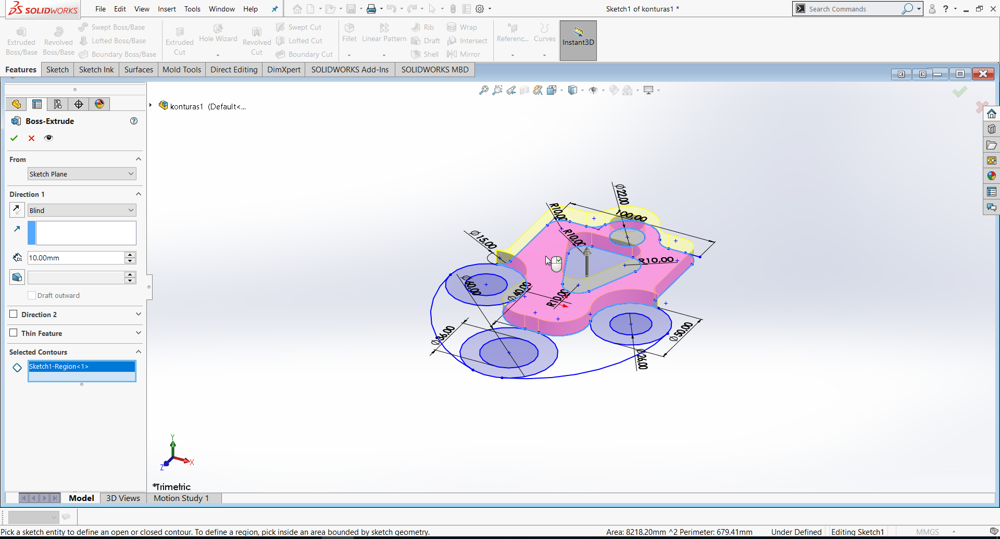 SOLIDWORKS
File Edit View Insert Tools Window Help
Sketch1 of konturas1 *
Search Commands
?
Extruded Boss/Base
Revolved Boss/Base
Swept Boss/Base
Lofted Boss/Base
Boundary Boss/Base
Extruded Cut
Hole Wizard
Revolved Cut
Swept Cut
Lofted Cut
Boundary Cut
Fillet
Linear Pattern
Rib
Draft
Shell
Wrap
Intersect
Mirror
Referenc...
Curves
Instant3D
Features Sketch Sketch Ink Surfaces Mold Tools Direct Editing DimXpert SOLIDWORKS Add-Ins SOLIDWORKS MBD
konturas1 (Default<...
Boss-Extrude
?
From
Sketch Plane
Direction 1
Blind
10.00mm
Draft outward
Direction 2
Thin Feature
Selected Contours
Sketch1-Region<1>
∅22,00
R10,00
100,00
R10,00
∅15,00
R10,00
∅60,00
∅40,00
R10,00
∅36,00
∅50,00
∅26,00
Y
X
Z
*Trimetric
Model 3D Views Motion Study 1
Pick a sketch entity to define an open or closed contour. To define a region, pick inside an area bounded by sketch geometry.
Area: 8218.20mm ^2 Perimeter: 679.41mm
Under Defined
Editing Sketch1
MMGS